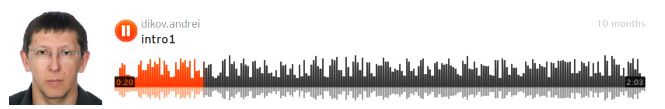 dikov.andrei
10 months
intro1
0:20
2:03